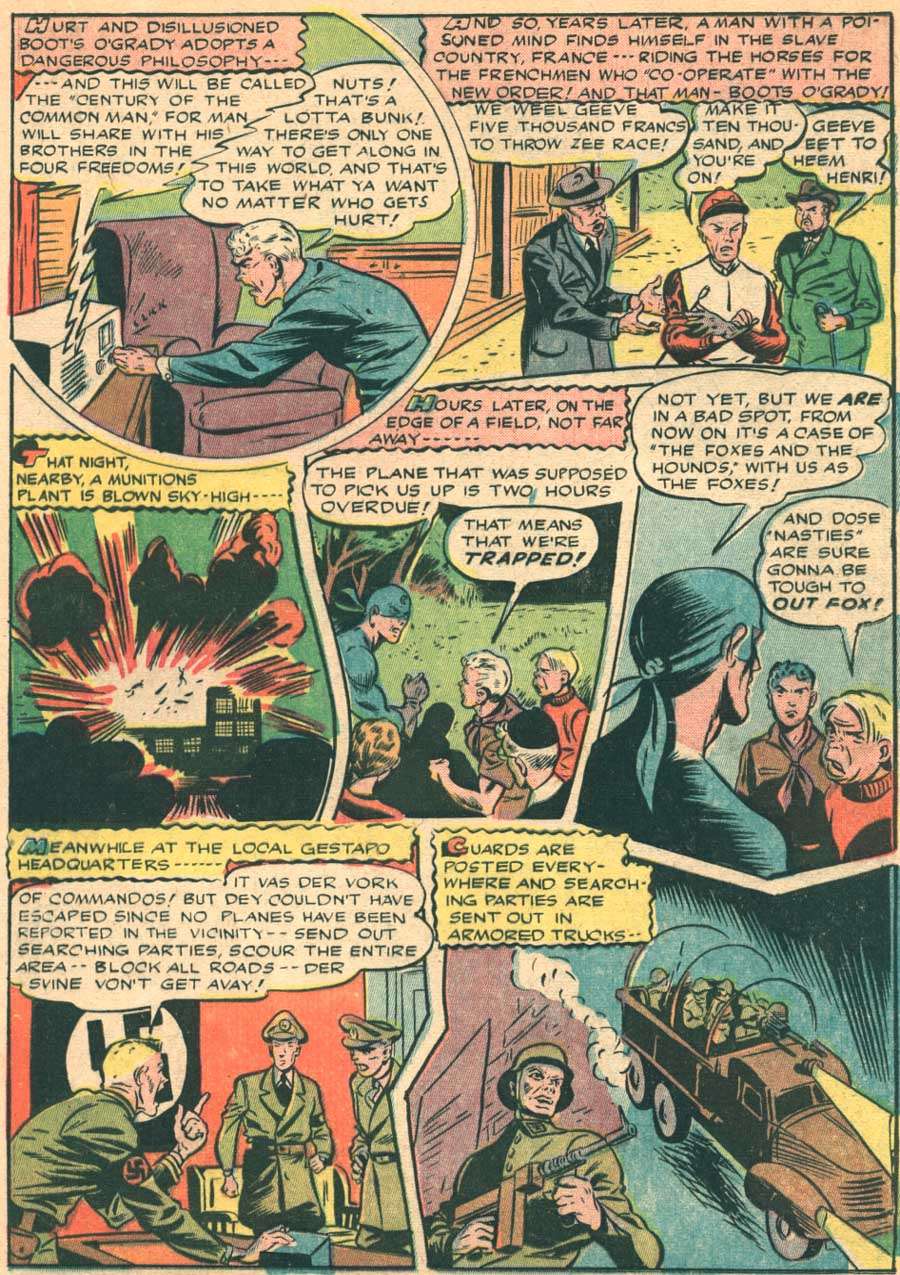 HURT AND DISILLUSIONED
BOOT'S O'GRADY ADOPTS A
DANGEROUS PHILOSOPHY---
---AND THIS WILL BE CALLED
THE "CENTURY OF THE
COMMON MAN," FOR MAN
WILL SHARE WITH HIS
BROTHERS IN THE
FOUR FREEDOMS!
NUTS!
THAT'S A
LOTTA BUNK!
THERE'S ONLY ONE
WAY TO GET ALONG IN
THIS WORLD, AND THAT'S
TO TAKE WHAT YA WANT
NO MATTER WHO GETS
HURT!
CLICK
AND SO, YEARS LATER, A MAN WITH A POI-
SONED MIND FINDS HIMSELF IN THE SLAVE
COUNTRY, FRANCE --- RIDING THE HORSES FOR
THE FRENCHMEN WHO "CO-OPERATE" WITH THE
NEW ORDER! AND THAT MAN - BOOTS O'GRADY!
WE WEEL GEEVE
FIVE THOUSAND FRANCS
TO THROW ZEE RACE!
MAKE IT
TEN THOU-
SAND, AND
YOU'RE
ON!
GEEVE
EET TO
HEEM
HENRI!
THAT NIGHT,
NEARBY, A MUNITIONS
PLANT IS BLOWN SKY-HIGH----
HOURS LATER, ON THE
EDGE OF A FIELD, NOT FAR
AWAY------
THE PLANE THAT WAS SUPPOSED
TO PICK US UP IS TWO HOURS
OVERDUE!
THAT MEANS
THAT WE'RE
TRAPPED!
NOT YET, BUT WE ARE
IN A BAD SPOT, FROM
NOW ON IT'S A CASE OF
"THE FOXES AND THE
HOUNDS," WITH US AS
THE FOXES!
AND DOSE
"NASTIES"
ARE SURE
GONNA BE
TOUGH TO
OUT FOX!
MEANWHILE AT THE LOCAL GESTAPO
HEADQUARTERS------
IT VAS DER VORK
OF COMMANDOS! BUT DEY COULDN'T HAVE
ESCAPED SINCE NO PLANES HAVE BEEN
REPORTED IN THE VICINITY-- SEND OUT
SEARCHING PARTIES, SCOUR THE ENTIRE
AREA-- BLOCK ALL ROADS-- DER
SVINE VON'T GET AVAY!
GUARDS ARE
POSTED EVERY-
WHERE AND SEARCH-
ING PARTIES ARE
SENT OUT IN
ARMORED TRUCKS--